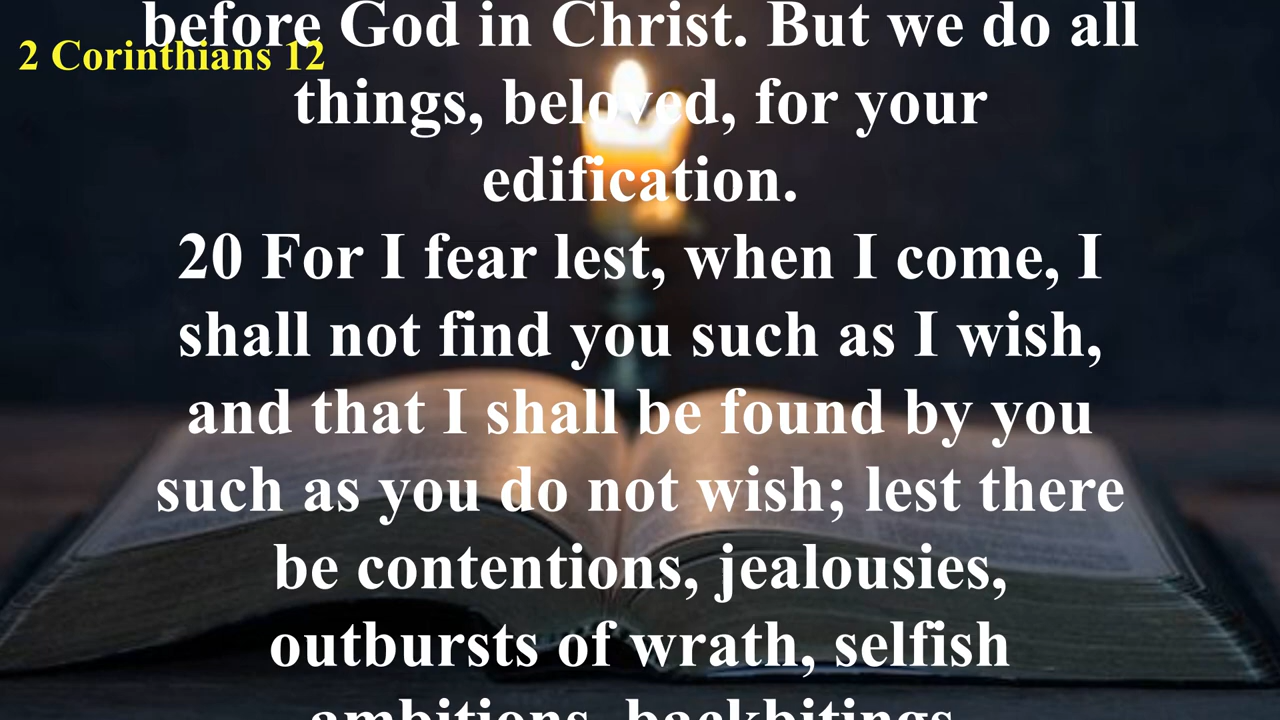 before God in Christ. But we do all
2 Corinthians 12
things, beloved, for your
edification.
20 For I fear lest, when I come, I
shall not find you such as I wish,
and that I shall be found by you
such as you do not wish; lest there
be contentions, jealousies,
outbursts of wrath, selfish
ambitions, backbitings,